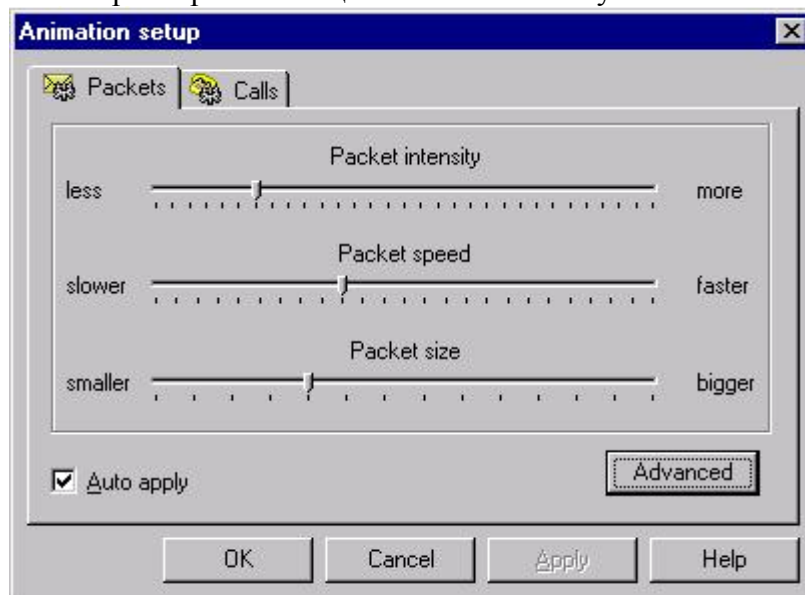 Animation setup
Packets Calls
Packet intensity
less more
Packet speed
slower faster
Packet size
smaller bigger
Auto apply Advanced
OK Cancel Apply Help